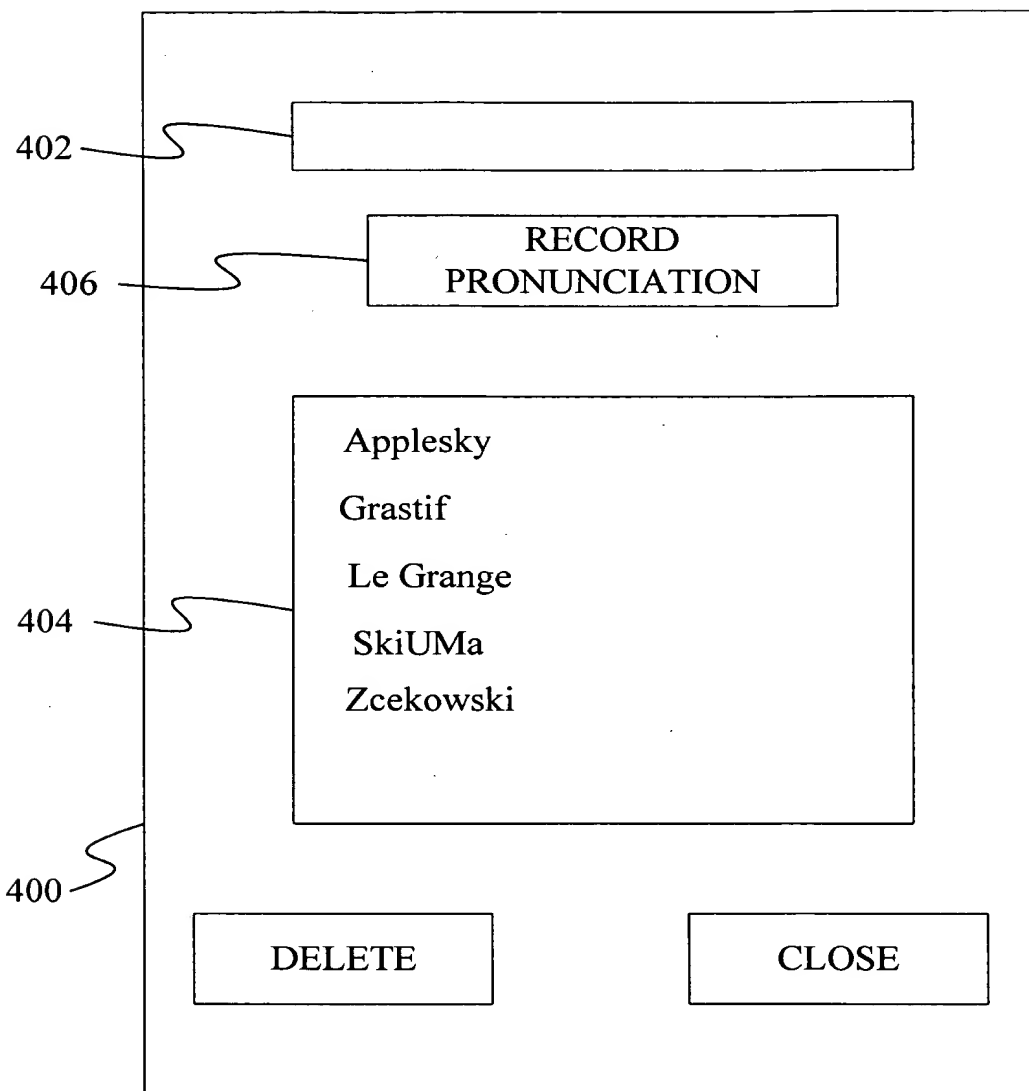 402
RECORD
PRONUNCIATION
406
Applesky
Grastif
Le Grange
404
SkiUMa
Zcekowski
400
DELETE
CLOSE